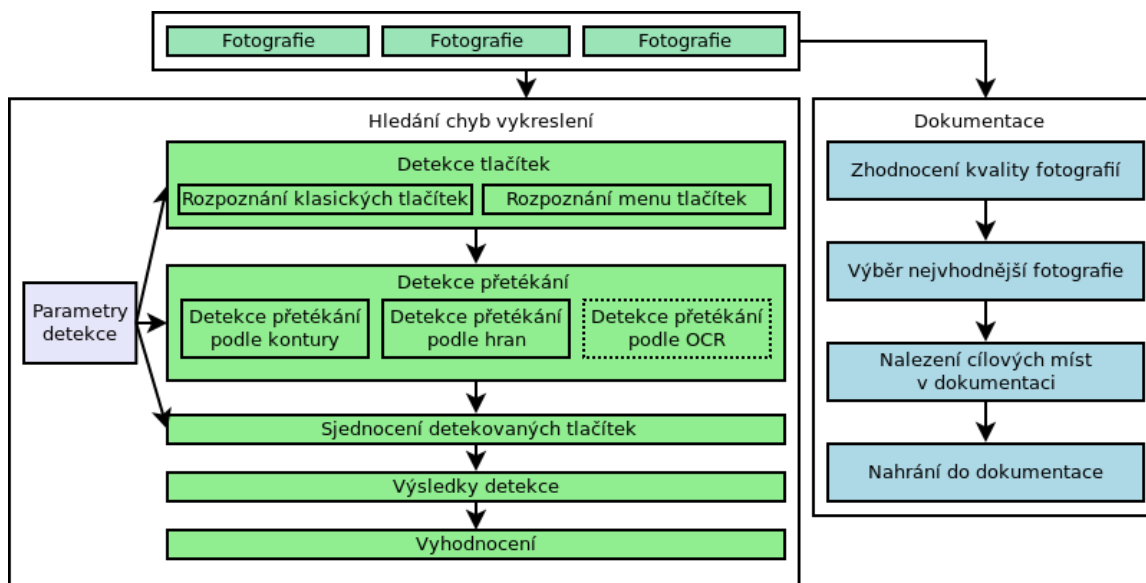 Fotografie
Fotografie
Fotografie
Hledání chyb vykreslení
Detekce tlačítek
Rozpoznání klasických tlačítek
Rozpoznání menu tlačítek
Detekce přetékání
Detekce přetékání
podle kontury
Detekce přetékání
podle hran
Detekce přetékání
podle OCR
Parametry
detekce
Sjednocení detekovaných tlačítek
Výsledky detekce
Vyhodnocení
Dokumentace
Zhodnocení kvality fotografií
Výběr nejvhodnější fotografie
Nalezení cílových míst
v dokumentaci
Nahrání do dokumentace